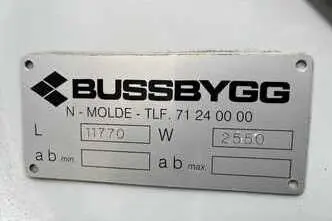 BUSSBYGG
N - MOLDE - TLF. 71 24 00 00
L 11770 W 2550
a b min. a b max.